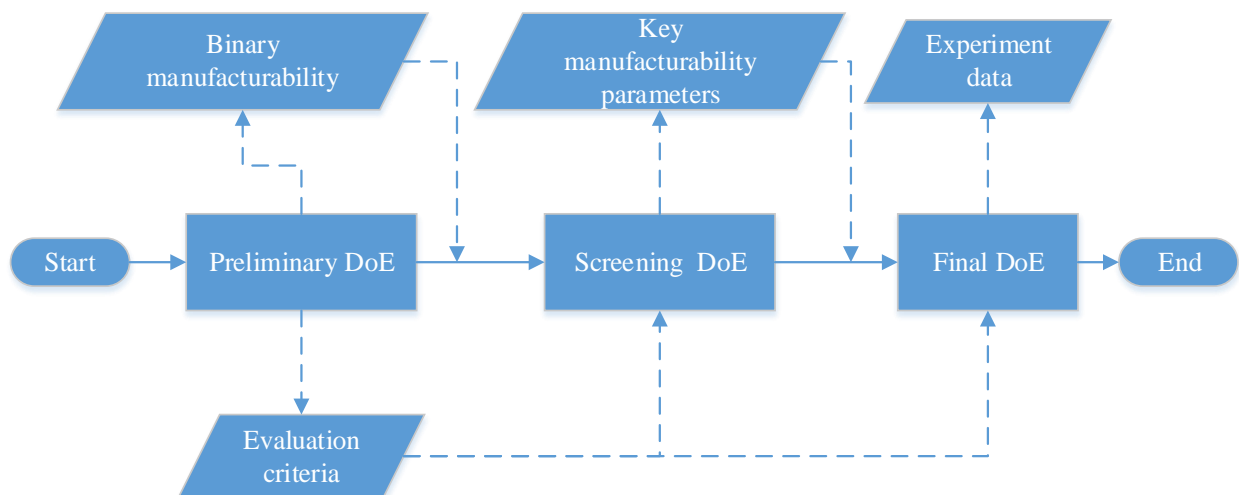 Binary
manufacturability
Key
manufacturability
parameters
Experiment
data
Start
Preliminary DoE
Screening  DoE
Final DoE
End
Evaluation
criteria